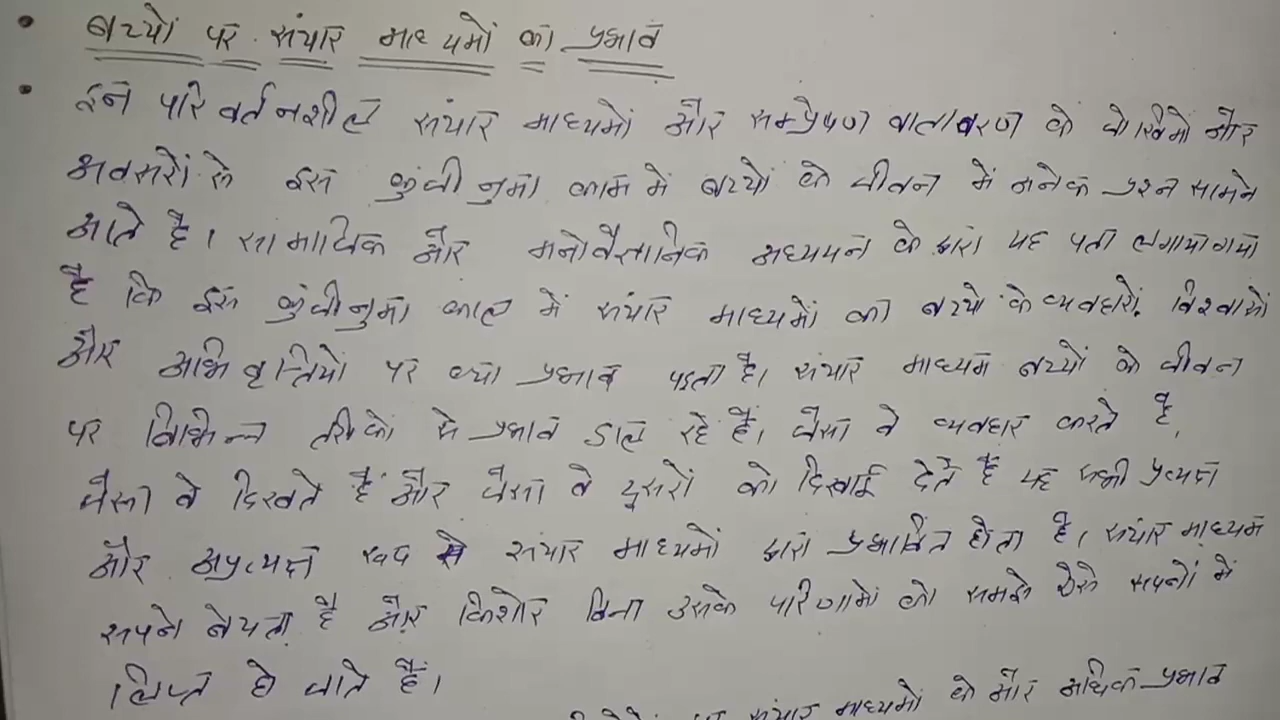 बच्चों पर संचार माध्यमों का प्रभाव
इन परिवर्तनशील संचार माध्यमों और सम्प्रेषण वातावरण के जोखिमों और
अवसरों के इस कुंजीनुमा काम में बच्चों के जीवन में अनेक प्रश्न सामने
आते है। सामाजिक और मनोवैज्ञानिक अध्ययन के द्वारा यह पता लगाया गया
है कि इस कुंजीनुमा काल में संचार माध्यमों का बच्चो के व्यवहारों, विश्वासों
और अभिवृत्तियों पर क्या प्रभाव पडता है। संचार माध्यम बच्चों के जीवन
पर विभिन्न तरीकों से प्रभाव डाल रहे हैं। जैसा वे व्यवहार करते है,
जैसा वे दिखते हैं और जैसा वे दूसरों को दिखाई देते हैं यह सभी प्रत्यक्ष
और अप्रत्यक्ष रूप से संचार माध्यमों द्वारा प्रभावित होता है। संचार माध्यम
सपने बेचता है और किशोर बिना उसके परिणामों को समझे ऐसे सपनों में
लिप्त हो जाते हैं।
पर संचार माध्यमों के और अधिक प्रभाव